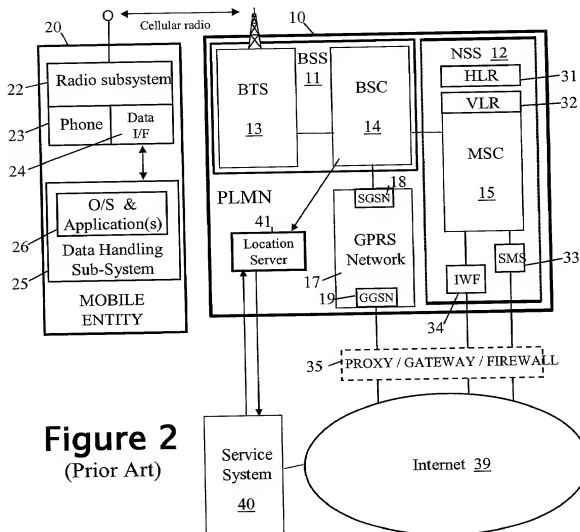 20
Cellular radio
10
22
Radio subsystem
23
Phone
Data
I/F
24
O/S &
Application(s)
26
Data Handling
Sub-System
25
MOBILE
ENTITY
BSS
11
BTS
13
BSC
14
NSS 12
HLR
31
VLR
32
MSC
15
PLMN
SGSN
18
41
Location
Server
GPRS
Network
17
19
GGSN
IWF
34
SMS
33
35
PROXY / GATEWAY / FIREWALL
Service
System
40
Internet 39
Figure 2
(Prior Art)